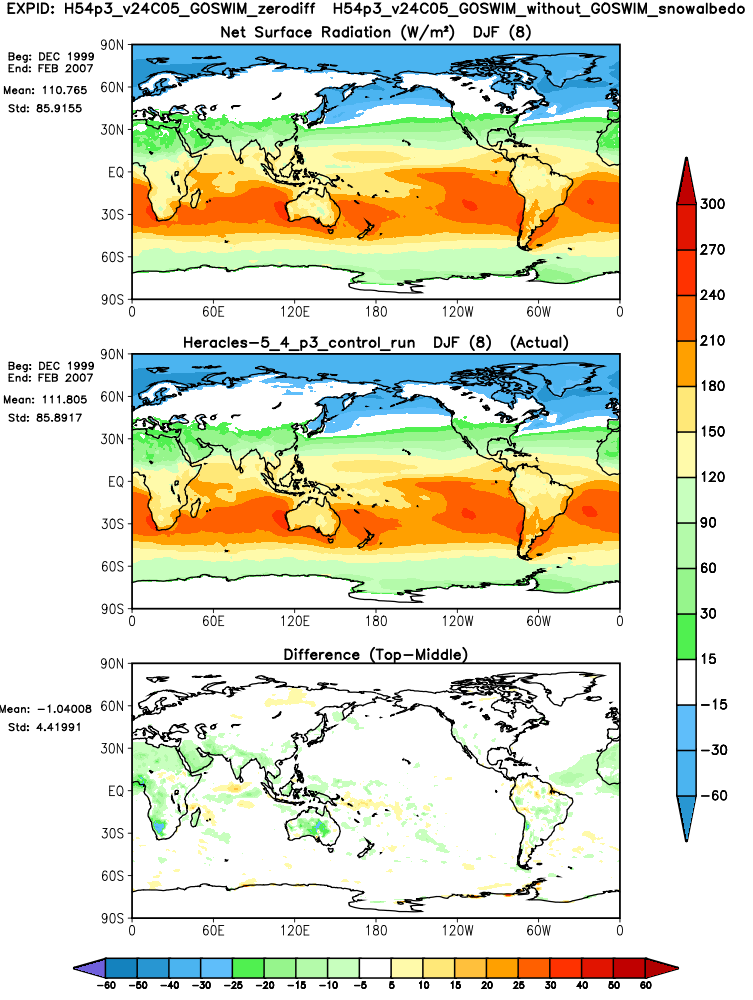 EXPID: H54p3_v24C05_GOSWIM_zerodiff H54p3_v24C05_GOSWIM_without_GOSWIM_snowalbedo
Net Surface Radiation (W/m²) DJF (8)
Beg: DEC 1999
End: FEB 2007
Mean: 110.765
Std: 85.9155
90N
60N
30N
EQ
30S
60S
90S
0 60E 120E 180 120W 60W 0
Heracles-5_4_p3_control_run DJF (8) (Actual)
Beg: DEC 1999
End: FEB 2007
Mean: 111.805
Std: 85.8917
90N
60N
30N
EQ
30S
60S
90S
0 60E 120E 180 120W 60W 0
300
270
240
210
180
150
120
90
60
30
15
-15
-30
-60
Difference (Top-Middle)
Mean: -1.04008
Std: 4.41991
90N
60N
30N
EQ
30S
60S
90S
0 60E 120E 180 120W 60W 0
-60 -50 -40 -35 -30 -25 -20 -15 -10 -5 5 10 15 20 25 30 40 50 60